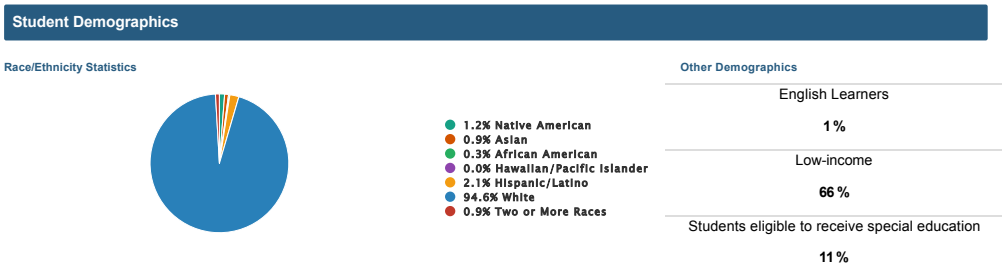 Student Demographics
Race/Ethnicity Statistics
1.2% Native American
0.9% Asian
0.3% African American
0.0% Hawaiian/Pacific Islander
2.1% Hispanic/Latino
94.6% White
0.9% Two or More Races
Other Demographics
English Learners
1 %
Low-income
66 %
Students eligible to receive special education
11 %